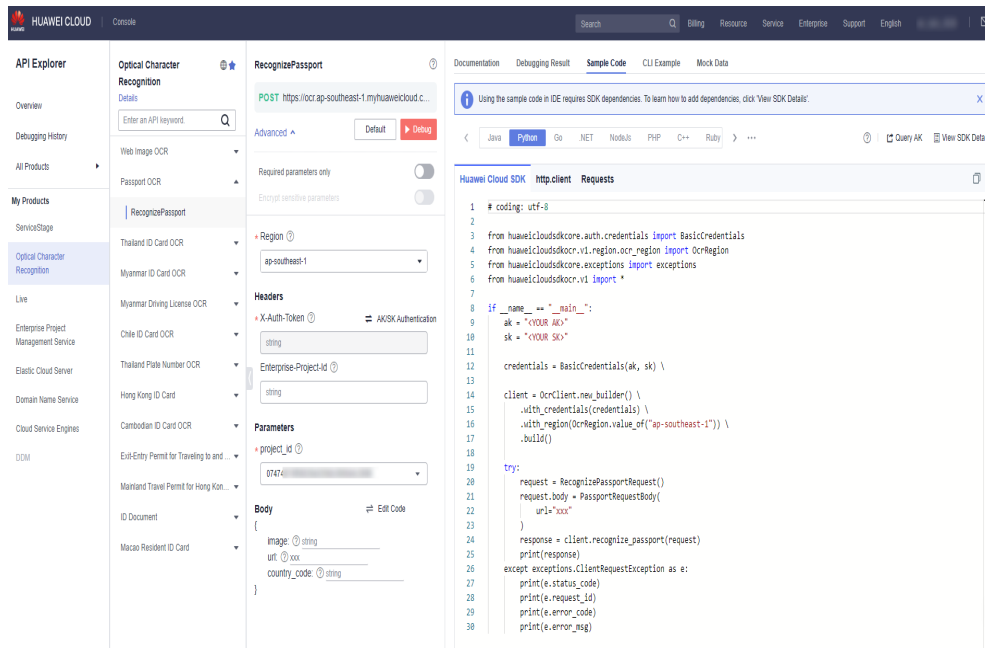 HUAWEI CLOUD
Console
Search
Billing
Resource
Service
Enterprise
Support
English
API Explorer
Overview
Debugging History
All Products
My Products
ServiceStage
Optical Character
Recognition
Live
Enterprise Project
Management Service
Elastic Cloud Server
Domain Name Service
Cloud Service Engines
DDM
Optical Character
Recognition
Details
Enter an API keyword.
Web Image OCR
Passport OCR
RecognizePassport
Thailand ID Card OCR
Myanmar ID Card OCR
Myanmar Driving License OCR
Chile ID Card OCR
Thailand Plate Number OCR
Hong Kong ID Card
Cambodian ID Card OCR
Exit-Entry Permit for Traveling to and ...
Mainland Travel Permit for Hong Kon...
ID Document
Macao Resident ID Card
RecognizePassport
POST https://ocr.ap-southeast-1.myhuaweicloud.c...
Advanced
Default
Debug
Required parameters only
Encrypt sensitive parameters
* Region
ap-southeast-1
Headers
* X-Auth-Token
AK/SK Authentication
string
Enterprise-Project-Id
string
Parameters
* project_id
07474
Body
Edit Code
{
image: string
url: xxx
country_code: string
}
Documentation
Debugging Result
Sample Code
CLI Example
Mock Data
Using the sample code in IDE requires SDK dependencies. To learn how to add dependencies, click 'View SDK Details'.
X
Java
Python
Go
.NET
NodeJs
PHP
C++
Ruby
Query AK
View SDK Deta
Huawei Cloud SDK
http.client
Requests
1 # coding: utf-8
2
3 from huaweicloudsdkcore.auth.credentials import BasicCredentials
4 from huaweicloudsdkocr.v1.region.ocr_region import OcrRegion
5 from huaweicloudsdkcore.exceptions import exceptions
6 from huaweicloudsdkocr.v1 import *
7
8 if __name__ == "__main__":
9 ak = "<YOUR AK>"
10 sk = "<YOUR SK>"
11
12 credentials = BasicCredentials(ak, sk) \
13
14 client = OcrClient.new_builder() \
15 .with_credentials(credentials) \
16 .with_region(OcrRegion.value_of("ap-southeast-1")) \
17 .build()
18
19 try:
20 request = RecognizePassportRequest()
21 request.body = PassportRequestBody(
22 url="xxx"
23 )
24 response = client.recognize_passport(request)
25 print(response)
26 except exceptions.ClientRequestException as e:
27 print(e.status_code)
28 print(e.request_id)
29 print(e.error_code)
30 print(e.error_msg)